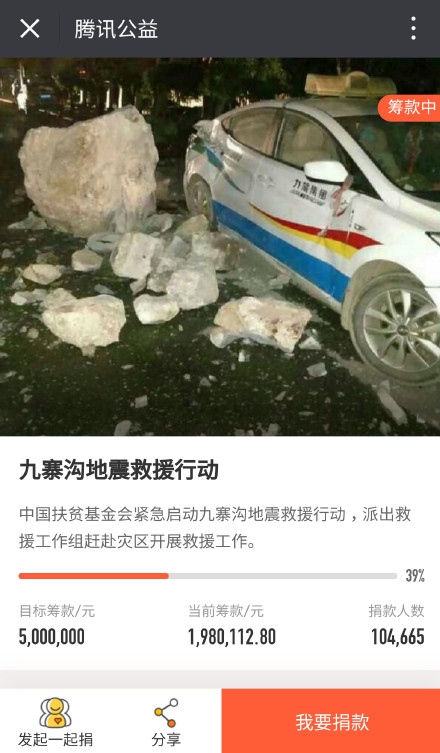 腾讯公益
筹款中
九寨沟地震救援行动
中国扶贫基金会紧急启动九寨沟地震救援行动，派出救
援工作组赶赴灾区开展救援工作。
39%
目标筹款/元 当前筹款/元 捐款人数
5,000,000 1,980,112.80 104,665
发起一起捐 分享 我要捐款